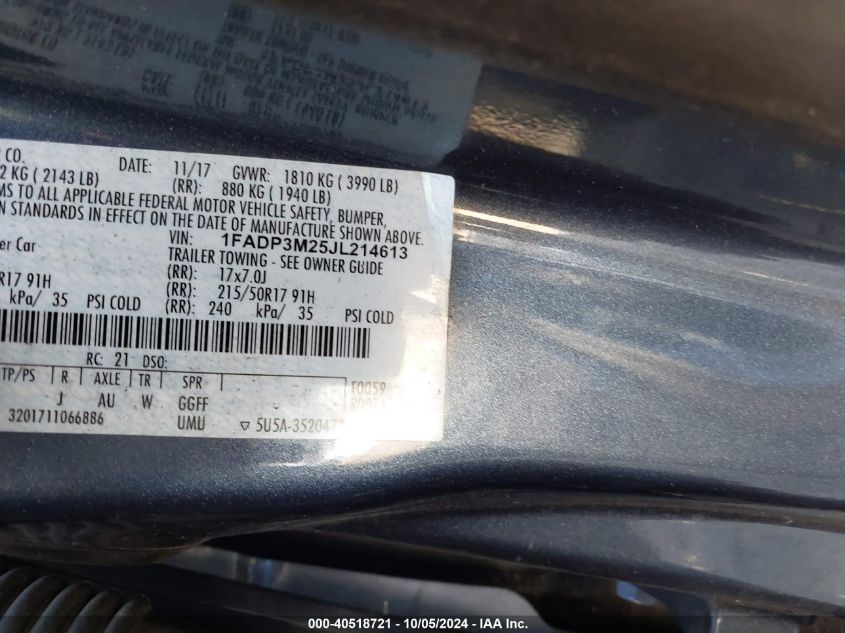 CO. DATE: 11/17 GVWR: 1810 KG ( 3990 LB)
2 KG ( 2143 LB) (RR): 880 KG ( 1940 LB)
MS TO ALL APPLICABLE FEDERAL MOTOR VEHICLE SAFETY, BUMPER,
N STANDARDS IN EFFECT ON THE DATE OF MANUFACTURE SHOWN ABOVE.
VIN: 1FADP3M25JL214613
er Car TRAILER TOWING - SEE OWNER GUIDE
(RR): 17x7.0J
R17 91H (RR): 215/50R17 91H
kPa/ 35 PSI COLD (RR): 240 kPa/ 35 PSI COLD
RC: 21 DSO:
TP/PS R AXLE TR SPR F0059
J AU W GGFF
3201711066886 UMU ▽ 5U5A-352047
000-40518721 - 10/05/2024 - IAA Inc.